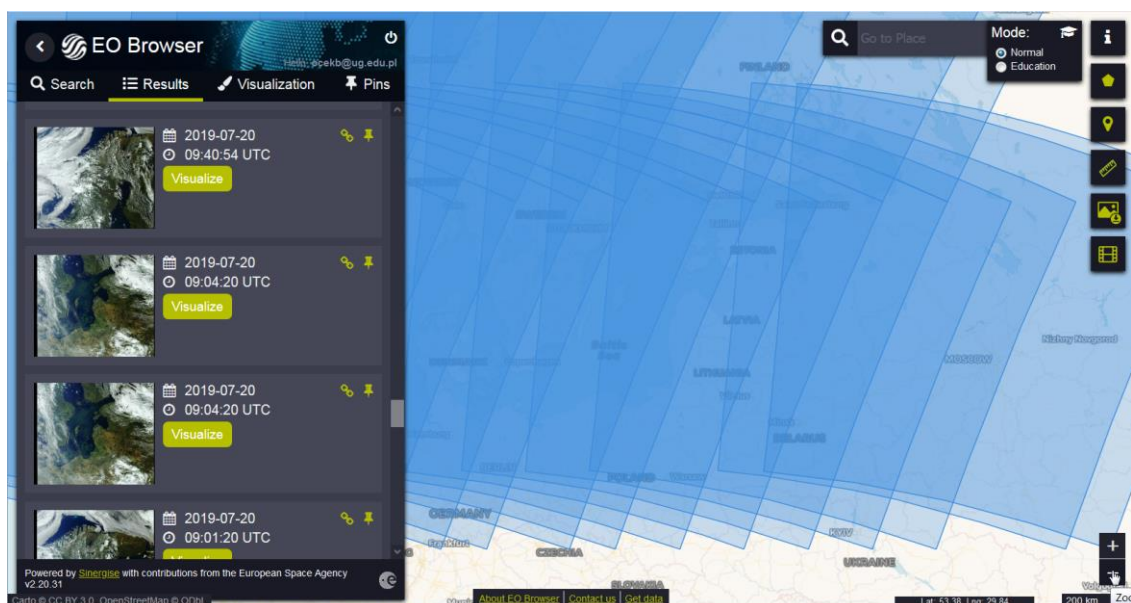 EO Browser
Hello, ocekb@ug.edu.pl
Search
Results
Visualization
Pins
2019-07-20
09:40:54 UTC
Visualize
2019-07-20
09:04:20 UTC
Visualize
2019-07-20
09:04:20 UTC
Visualize
2019-07-20
09:01:20 UTC
Visualize
Powered by Sinergise with contributions from the European Space Agency
v2.20.31
Carto © CC BY 3.0, OpenStreetMap © ODbL
Go to Place
Mode:
Normal
Education
FINLAND
ESTONIA
LATVIA
LITHUANIA
MOSCOW
Nizhny Novgorod
BELARUS
BERLIN
POLAND
GERMANY
Frankfurt
CZECHIA
KYIV
UKRAINE
SLOVAKIA
About EO Browser
Contact us
Get data
Lat: 53.38, Lng: 29.84
200 km
Zoo